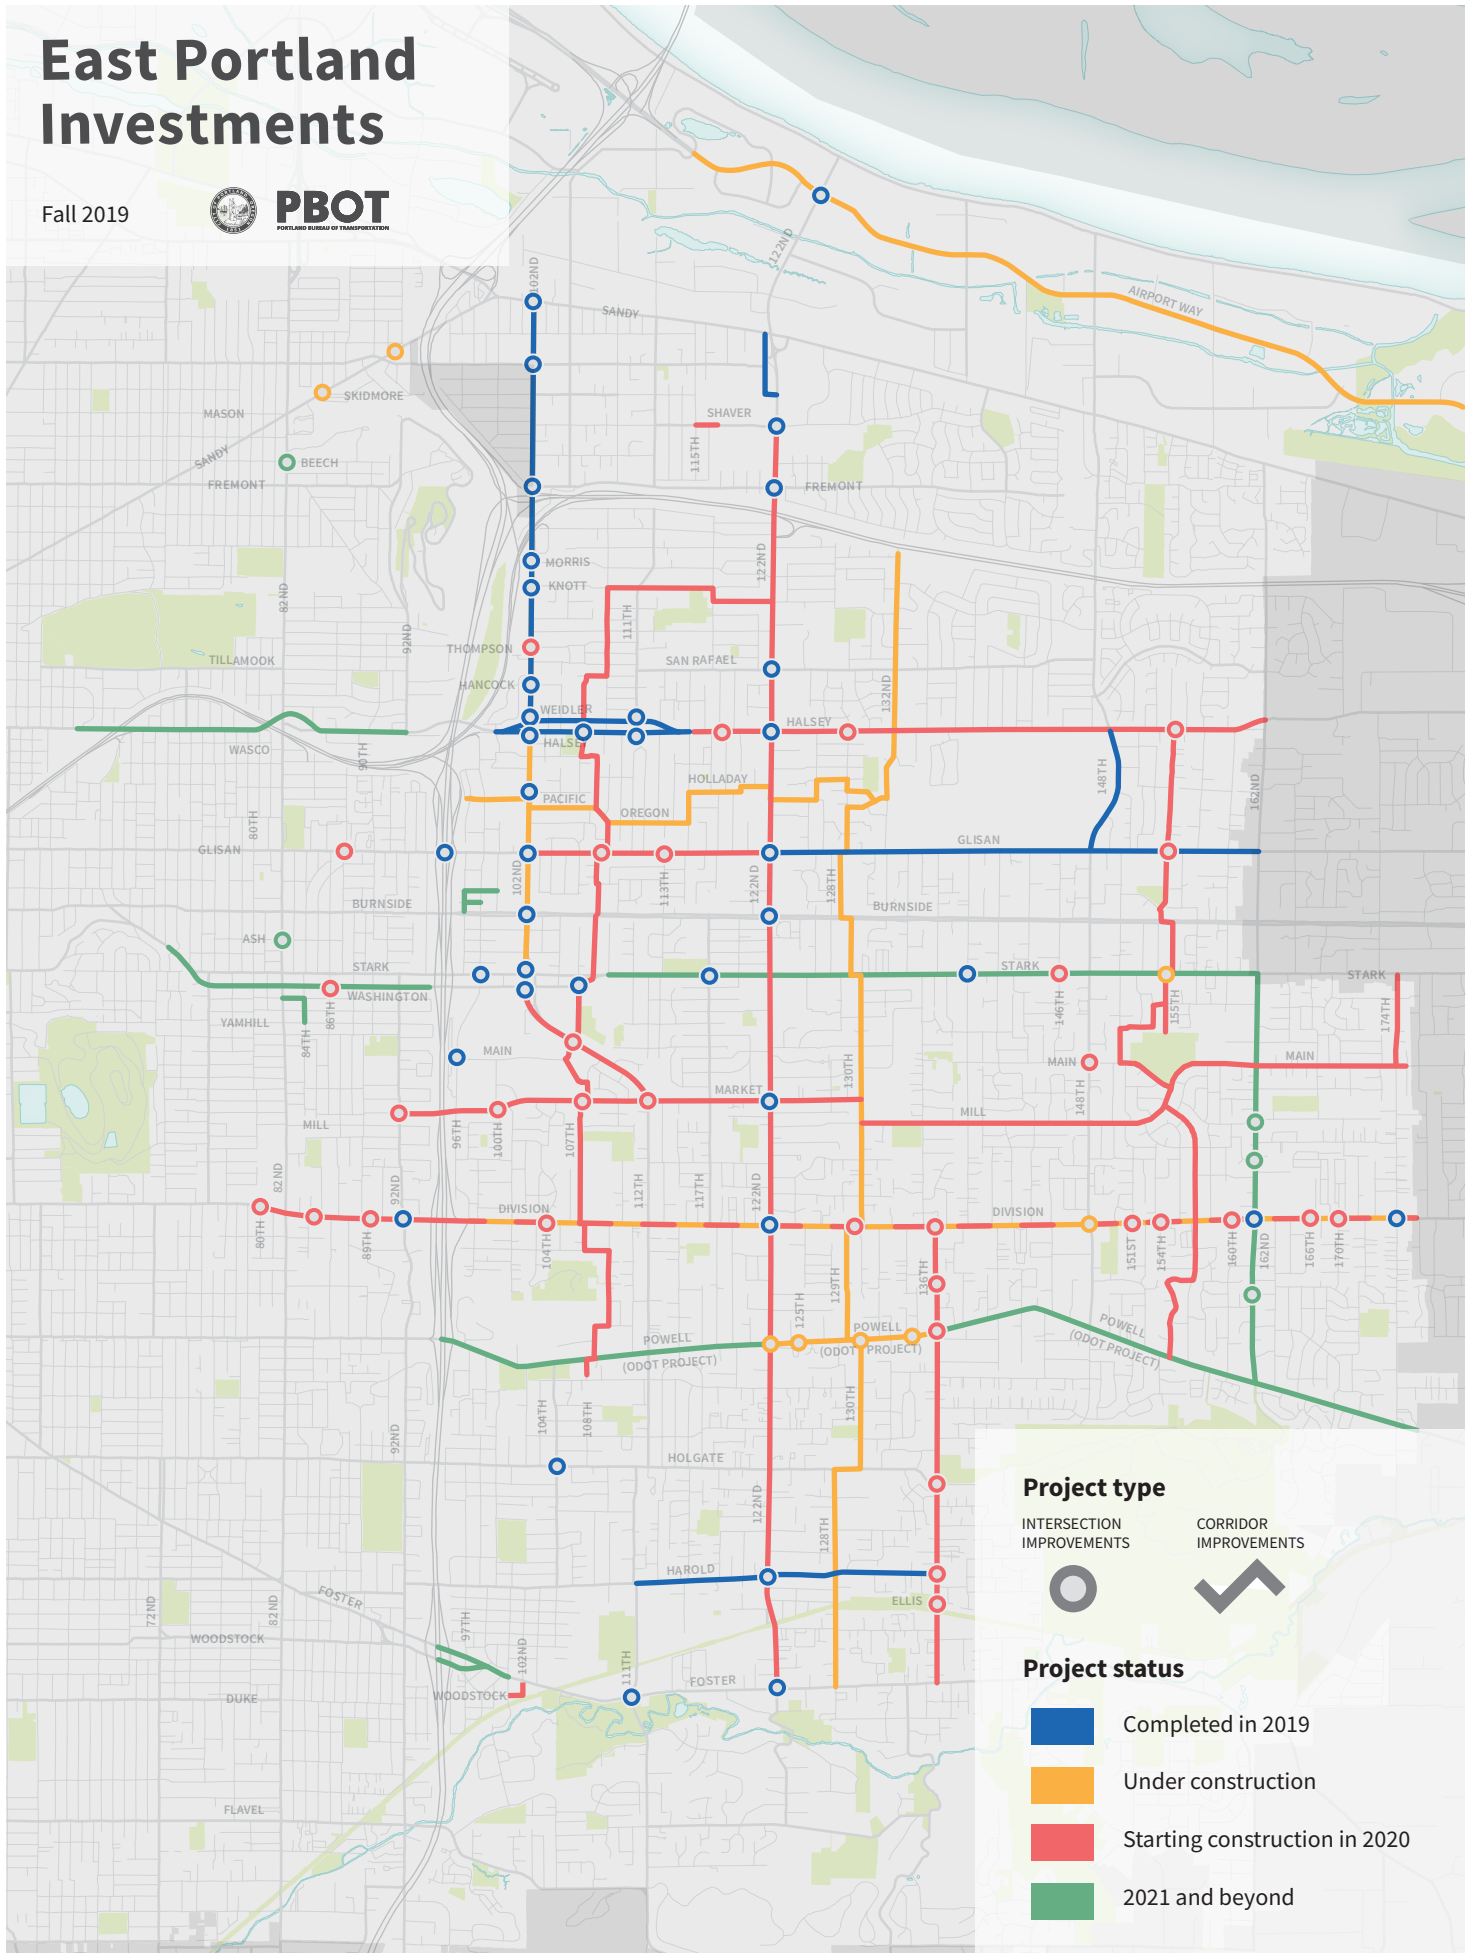 East Portland
Investments
Fall 2019
PBOT
PORTLAND BUREAU OF TRANSPORTATION
102ND
122ND
SANDY
AIRPORT WAY
SKIDMORE
MASON
SHAVER
SANDY
115TH
BEECH
FREMONT
FREMONT
122ND
MORRIS
KNOTT
82ND
111TH
92ND
THOMPSON
TILLAMOOK
SAN RAFAEL
HANCOCK
132ND
WEIDLER
HALSEY
HALSEY
WASCO
90TH
HOLLADAY
148TH
162ND
PACIFIC
OREGON
80TH
GLISAN
GLISAN
102ND
113TH
122ND
128TH
BURNSIDE
BURNSIDE
ASH
STARK
STARK
STARK
WASHINGTON
86TH
146TH
155TH
174TH
YAMHILL
84TH
MAIN
MAIN
MAIN
130TH
148TH
MARKET
MILL
MILL
96TH
100TH
107TH
82ND
92ND
112TH
117TH
122ND
DIVISION
DIVISION
80TH
89TH
104TH
151ST
154TH
160TH
162ND
166TH
170TH
136TH
129TH
125TH
POWELL
(ODOT PROJECT)
POWELL
(ODOT PROJECT)
POWELL
(ODOT PROJECT)
104TH
108TH
130TH
92ND
HOLGATE
122ND
128TH
HAROLD
FOSTER
72ND
82ND
ELLIS
97TH
WOODSTOCK
102ND
111TH
FOSTER
WOODSTOCK
DUKE
FLAVEL
Project type
INTERSECTION
IMPROVEMENTS
CORRIDOR
IMPROVEMENTS
Project status
Completed in 2019
Under construction
Starting construction in 2020
2021 and beyond